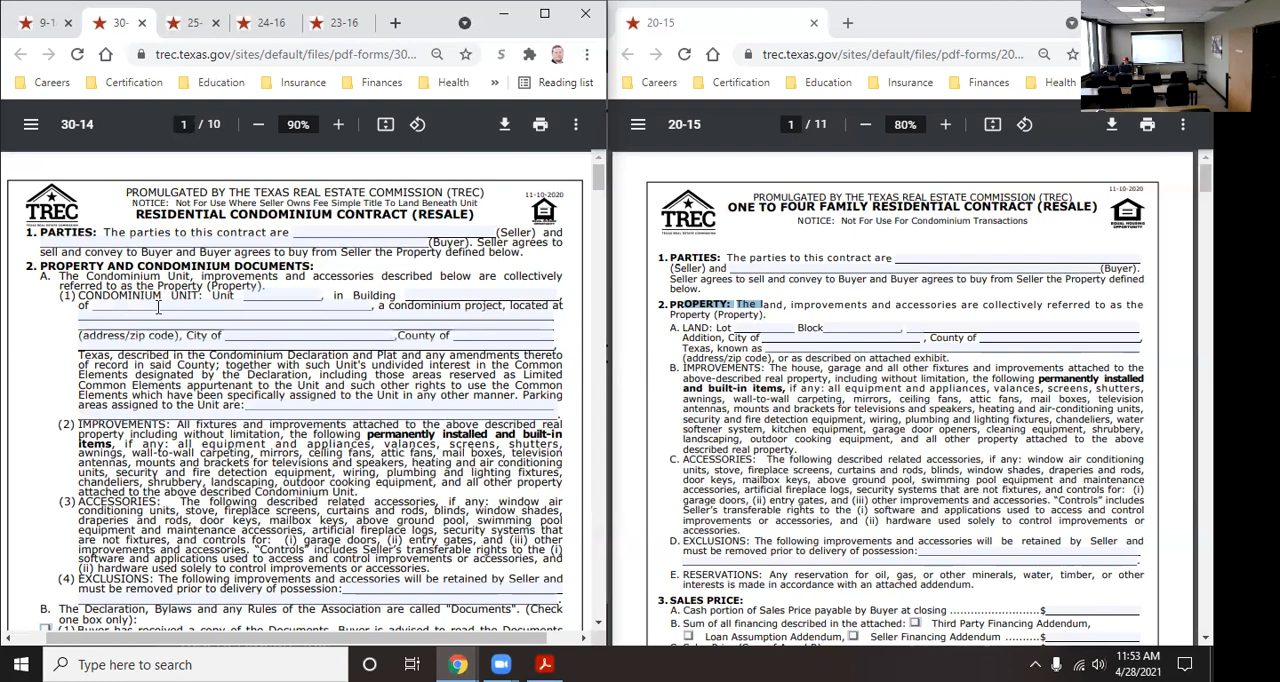 9-1
30-
25-
24-16
23-16
trec.texas.gov/sites/default/files/pdf-forms/30...
Careers Certification Education Insurance Finances Health » Reading list
30-14 1 / 10 90%
PROMULGATED BY THE TEXAS REAL ESTATE COMMISSION (TREC)
NOTICE: Not For Use Where Seller Owns Fee Simple Title To Land Beneath Unit
RESIDENTIAL CONDOMINIUM CONTRACT (RESALE)
11-10-2020
TREC
TEXAS REAL ESTATE COMMISSION
EQUAL HOUSING OPPORTUNITY
1. PARTIES: The parties to this contract are (Seller) and
(Buyer). Seller agrees to
sell and convey to Buyer and Buyer agrees to buy from Seller the Property defined below.
2. PROPERTY AND CONDOMINIUM DOCUMENTS:
A. The Condominium Unit, improvements and accessories described below are collectively
referred to as the Property (Property).
(1) CONDOMINIUM UNIT: Unit , in Building ,
of , a condominium project, located at
(address/zip code), City of ,County of ,
Texas, described in the Condominium Declaration and Plat and any amendments thereto
of record in said County; together with such Unit's undivided interest in the Common
Elements designated by the Declaration, including those areas reserved as Limited
Common Elements appurtenant to the Unit and such other rights to use the Common
Elements which have been specifically assigned to the Unit in any other manner. Parking
areas assigned to the Unit are: .
(2) IMPROVEMENTS: All fixtures and improvements attached to the above described real
property including without limitation, the following permanently installed and built-in
items, if any: all equipment and appliances, valances, screens, shutters,
awnings, wall-to-wall carpeting, mirrors, ceiling fans, attic fans, mail boxes, television
antennas, mounts and brackets for televisions and speakers, heating and air conditioning
units, security and fire detection equipment, wiring, plumbing and lighting fixtures,
chandeliers, shrubbery, landscaping, outdoor cooking equipment, and all other property
attached to the above described Condominium Unit.
(3) ACCESSORIES: The following described related accessories, if any: window air
conditioning units, stove, fireplace screens, curtains and rods, blinds, window shades,
draperies and rods, door keys, mailbox keys, above ground pool, swimming pool
equipment and maintenance accessories, artificial fireplace logs, security systems that
are not fixtures, and controls for: (i) garage doors, (ii) entry gates, and (iii) other
improvements and accessories. "Controls" includes Seller's transferable rights to the (i)
software and applications used to access and control improvements or accessories, and
(ii) hardware used solely to control improvements or accessories.
(4) EXCLUSIONS: The following improvements and accessories will be retained by Seller and
must be removed prior to delivery of possession:
.
B. The Declaration, Bylaws and any Rules of the Association are called "Documents". (Check
one box only):
(1) Buyer has received a copy of the Documents. Buyer is advised to read the Documents
20-15
trec.texas.gov/sites/default/files/pdf-forms/20...
Careers Certification Education Insurance Finances Health
20-15 1 / 11 80%
PROMULGATED BY THE TEXAS REAL ESTATE COMMISSION (TREC)
ONE TO FOUR FAMILY RESIDENTIAL CONTRACT (RESALE)
NOTICE: Not For Use For Condominium Transactions
11-10-2020
TREC
TEXAS REAL ESTATE COMMISSION
EQUAL HOUSING OPPORTUNITY
1. PARTIES: The parties to this contract are
(Seller) and (Buyer).
Seller agrees to sell and convey to Buyer and Buyer agrees to buy from Seller the Property defined
below.
2. PROPERTY: The land, improvements and accessories are collectively referred to as the
Property (Property).
A. LAND: Lot Block , ,
Addition, City of , County of ,
Texas, known as
(address/zip code), or as described on attached exhibit.
B. IMPROVEMENTS: The house, garage and all other fixtures and improvements attached to the
above-described real property, including without limitation, the following permanently installed
and built-in items, if any: all equipment and appliances, valances, screens, shutters,
awnings, wall-to-wall carpeting, mirrors, ceiling fans, attic fans, mail boxes, television
antennas, mounts and brackets for televisions and speakers, heating and air-conditioning units,
security and fire detection equipment, wiring, plumbing and lighting fixtures, chandeliers, water
softener system, kitchen equipment, garage door openers, cleaning equipment, shrubbery,
landscaping, outdoor cooking equipment, and all other property attached to the above
described real property.
C. ACCESSORIES: The following described related accessories, if any: window air conditioning
units, stove, fireplace screens, curtains and rods, blinds, window shades, draperies and rods,
door keys, mailbox keys, above ground pool, swimming pool equipment and maintenance
accessories, artificial fireplace logs, security systems that are not fixtures, and controls for: (i)
garage doors, (ii) entry gates, and (iii) other improvements and accessories. "Controls" includes
Seller's transferable rights to the (i) software and applications used to access and control
improvements or accessories, and (ii) hardware used solely to control improvements or
accessories.
D. EXCLUSIONS: The following improvements and accessories will be retained by Seller and
must be removed prior to delivery of possession:
.
E. RESERVATIONS: Any reservation for oil, gas, or other minerals, water, timber, or other
interests is made in accordance with an attached addendum.
3. SALES PRICE:
A. Cash portion of Sales Price payable by Buyer at closing ........................... $
B. Sum of all financing described in the attached: Third Party Financing Addendum,
Loan Assumption Addendum, Seller Financing Addendum ........... $
Type here to search
11:53 AM
4/28/2021